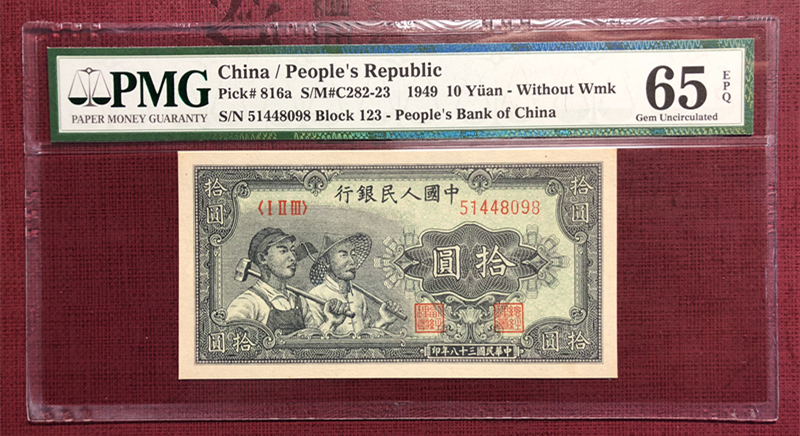 PMG
PAPER MONEY GUARANTY
China / People's Republic
Pick# 816a S/M#C282-23 1949 10 Yüan - Without Wmk
S/N 51448098 Block 123 - People's Bank of China
65 EPQ
Gem Uncirculated
行銀民人國中
拾圓
拾圓
〈I II III〉
51448098
圓拾
拾圓
拾圓
印年八十三國民華中